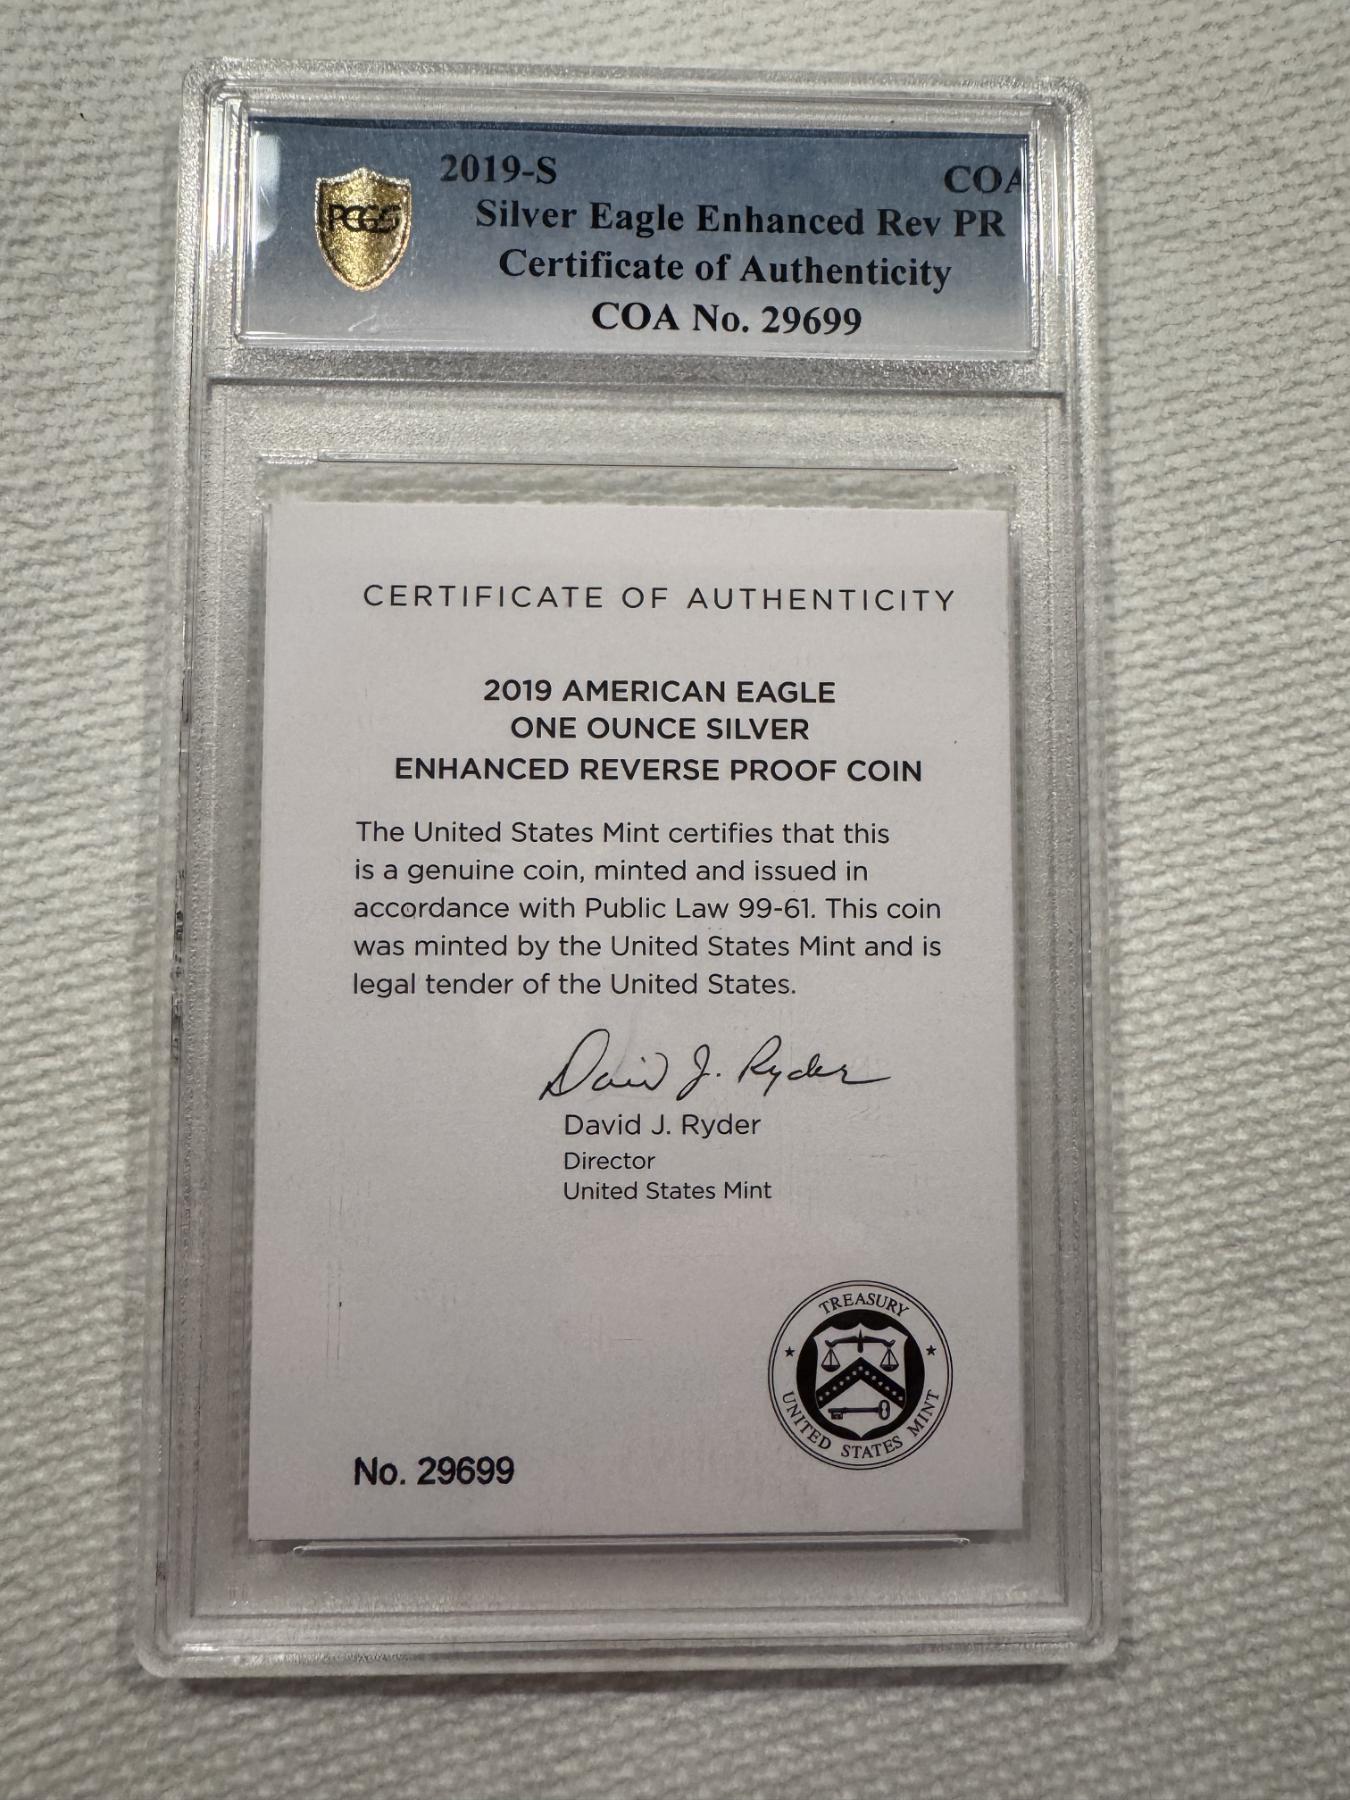 2019-S COA
Silver Eagle Enhanced Rev PR
Certificate of Authenticity
COA No. 29699
PCGS
CERTIFICATE OF AUTHENTICITY
2019 AMERICAN EAGLE
ONE OUNCE SILVER
ENHANCED REVERSE PROOF COIN
The United States Mint certifies that this
is a genuine coin, minted and issued in
accordance with Public Law 99-61. This coin
was minted by the United States Mint and is
legal tender of the United States.
David J. Ryder
David J. Ryder
Director
United States Mint
TREASURY
UNITED STATES MINT
No. 29699